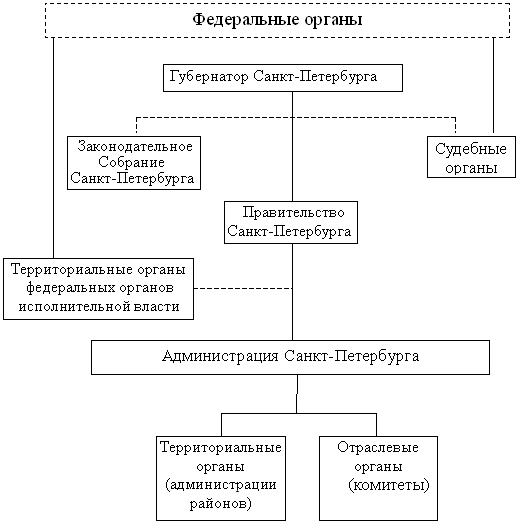 Федеральные органы
Губернатор Санкт-Петербурга
Законодательное
Собрание
Санкт-Петербурга
Судебные
органы
Правительство
Санкт-Петербурга
Территориальные органы
федеральных органов
исполнительной власти
Администрация Санкт-Петербурга
Территориальные
органы
(администрации
районов)
Отраслевые
органы
(комитеты)